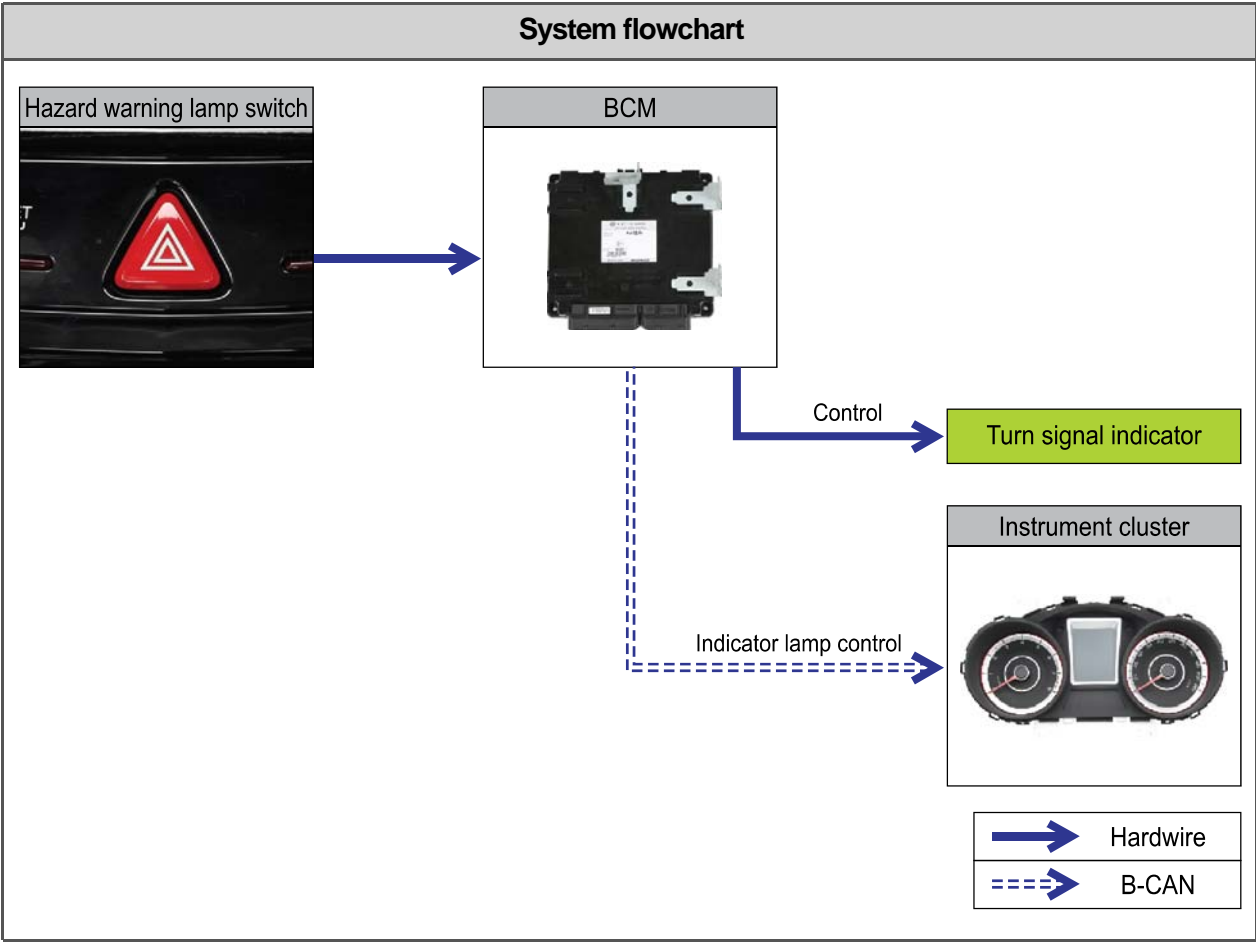 System flowchart
Hazard warning lamp switch
BCM
Control
Turn signal indicator
Instrument cluster
Indicator lamp control
Hardwire
B-CAN